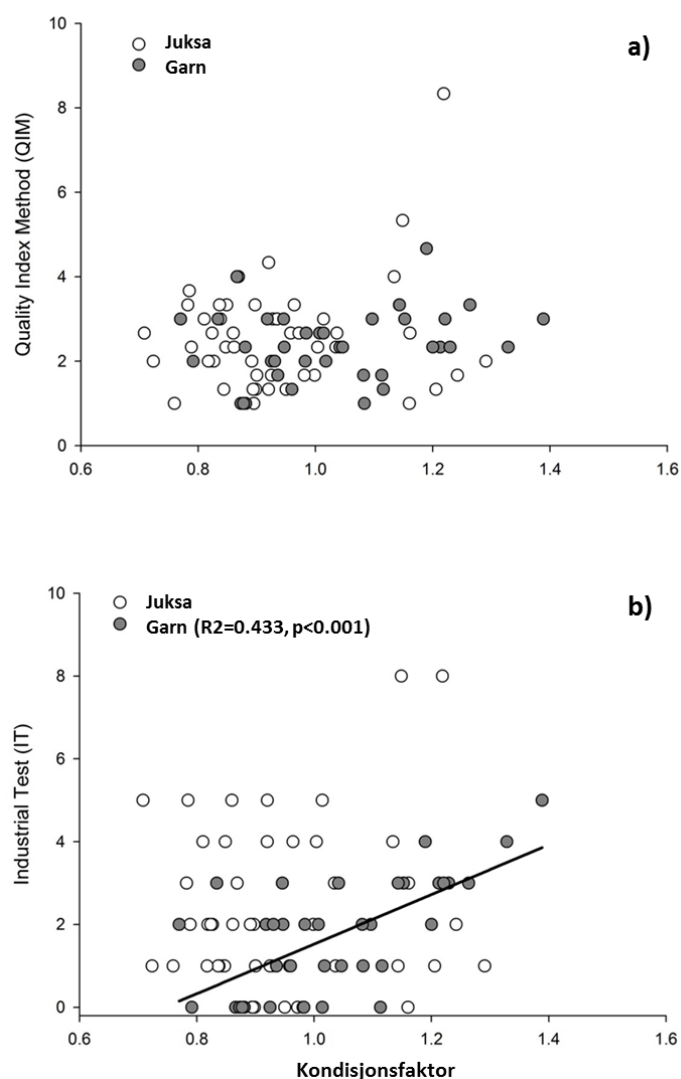 a)
Juksa
Garn
Quality Index Method (QIM)
10
8
6
4
2
0
0.6 0.8 1.0 1.2 1.4 1.6
b)
Juksa
Garn (R2=0.433, p<0.001)
Industrial Test (IT)
10
8
6
4
2
0
0.6 0.8 1.0 1.2 1.4 1.6
Kondisjonsfaktor